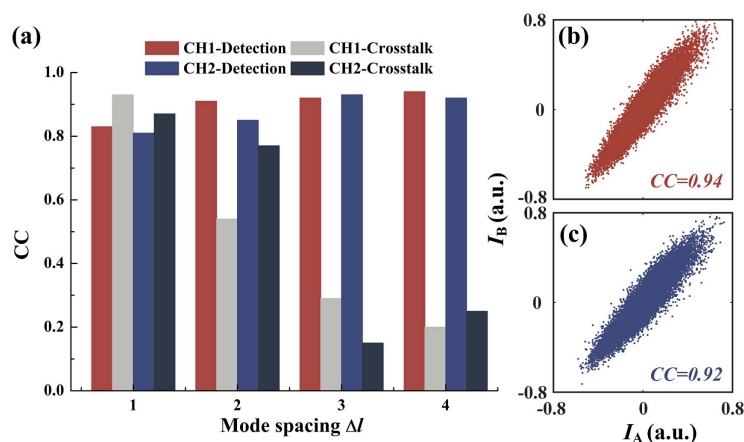 (a)
CH1-Detection CH1-Crosstalk
CH2-Detection CH2-Crosstalk
1.0
0.8
0.6
0.4
0.2
0.0
CC
1 2 3 4
Mode spacing Δl
(b)
0.8
0
-0.8
CC=0.94
(c)
0.8
0
-0.8
CC=0.92
I_B (a.u.)
-0.8 0 0.8
I_A (a.u.)